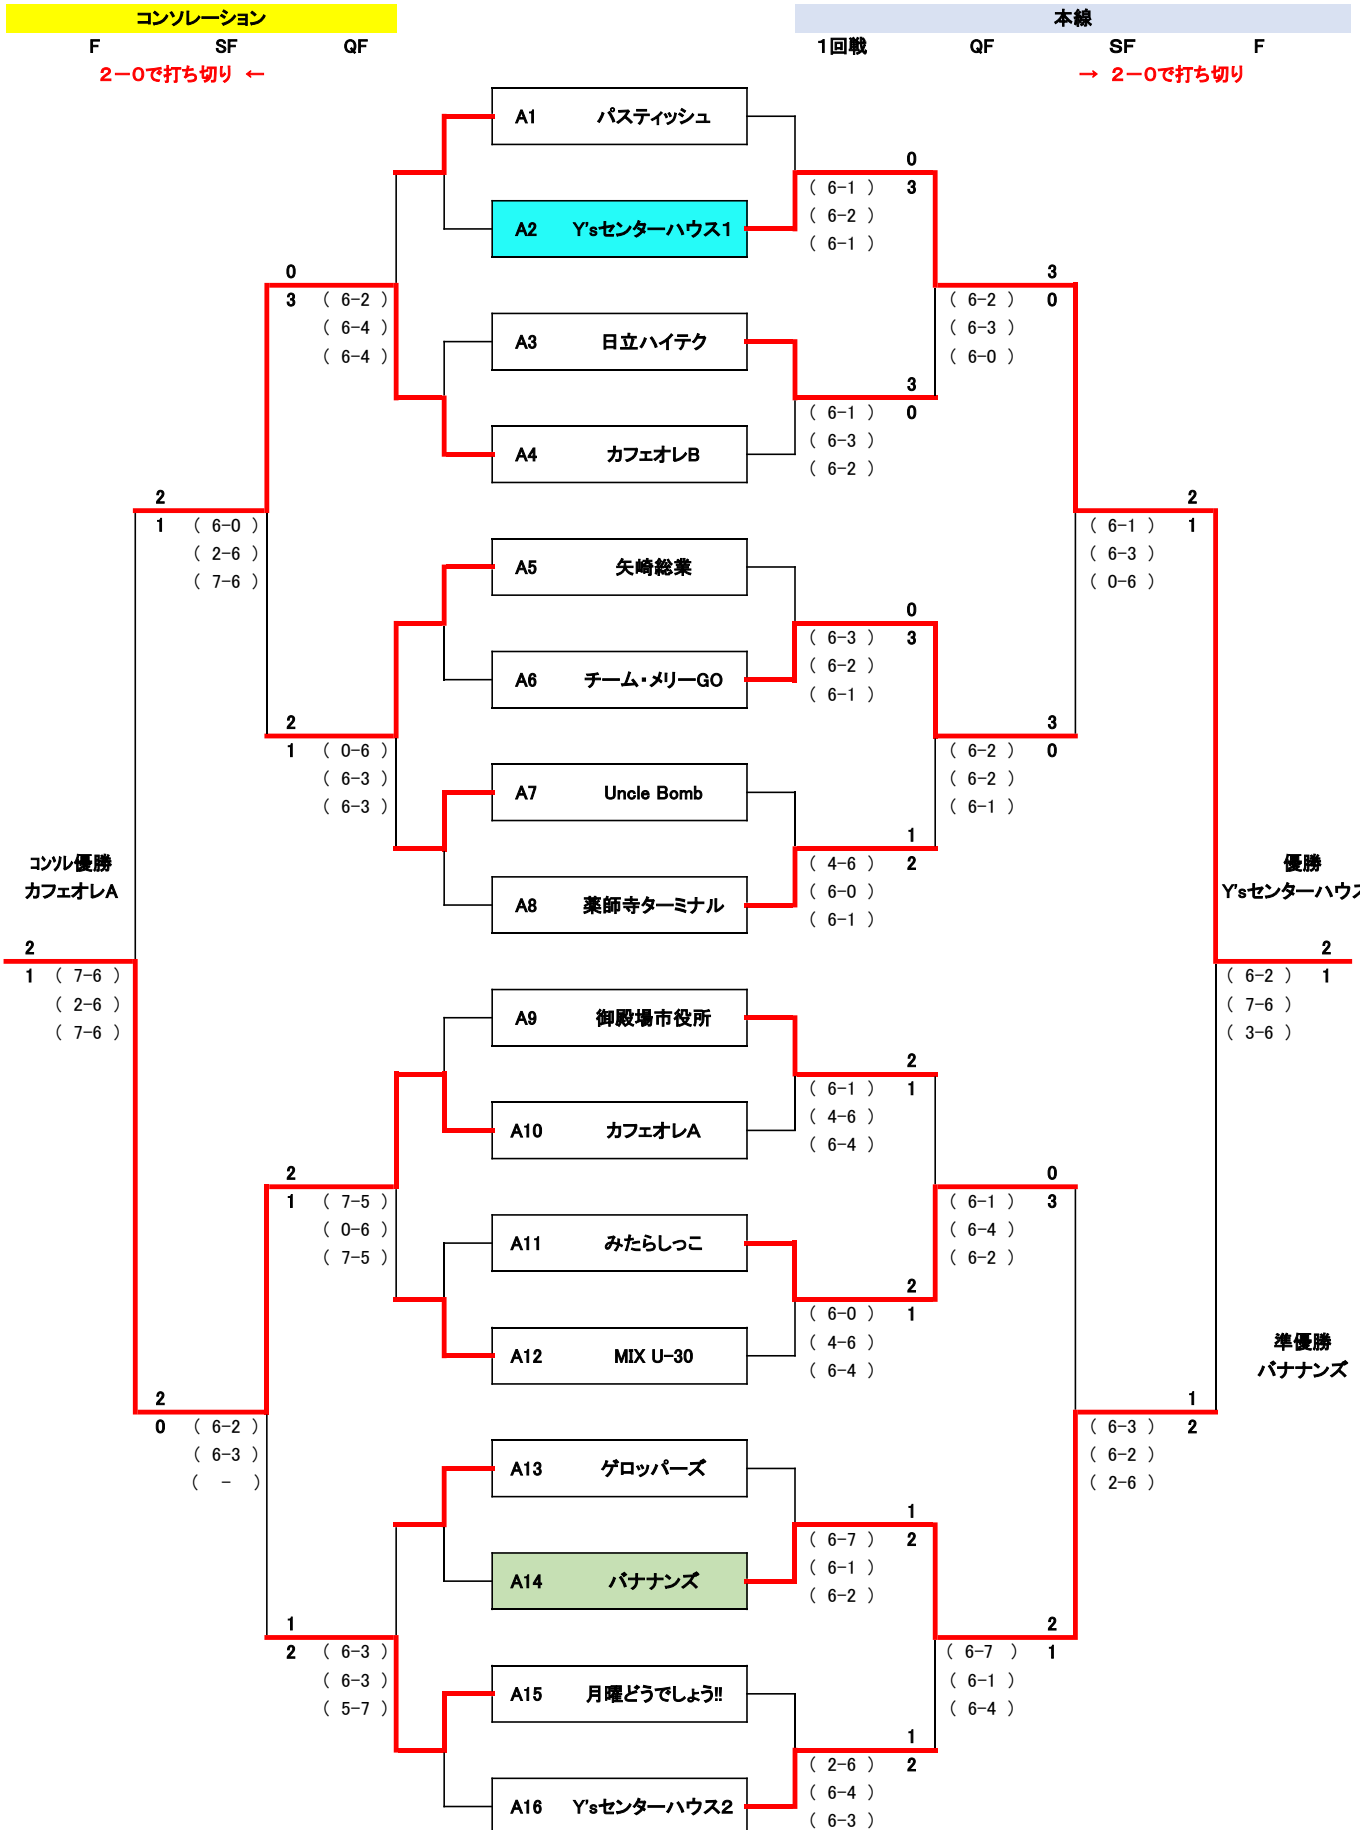 コンソレーション 本線
F SF QF 1回戦 QF SF F
2－0で打ち切り ← → 2－0で打ち切り
A1 パスティッシュ
0
( 6-1 ) 3
A2 Y'sセンターハウス1 ( 6-2 )
( 6-1 )
0 3
3 ( 6-2 ) ( 6-2 ) 0
( 6-4 ) A3 日立ハイテク ( 6-3 )
( 6-4 ) ( 6-0 )
3
( 6-1 ) 0
A4 カフェオレB ( 6-3 )
( 6-2 )
2 2
1 ( 6-0 ) ( 6-1 ) 1
( 2-6 ) A5 矢崎総業 ( 6-3 )
( 7-6 ) ( 0-6 )
0
( 6-3 ) 3
A6 チーム・メリーGO ( 6-2 )
( 6-1 )
2 3
1 ( 0-6 ) ( 6-2 ) 0
( 6-3 ) A7 Uncle Bomb ( 6-2 )
( 6-3 ) ( 6-1 )
1
コンソル優勝 ( 4-6 ) 2 優勝
カフェオレA A8 薬師寺ターミナル ( 6-0 ) Y'sセンターハウス
( 6-1 )
2 2
1 ( 7-6 ) ( 6-2 ) 1
( 2-6 ) A9 御殿場市役所 ( 7-6 )
( 7-6 ) ( 3-6 )
2
( 6-1 ) 1
A10 カフェオレA ( 4-6 )
( 6-4 )
2 0
1 ( 7-5 ) ( 6-1 ) 3
( 0-6 ) A11 みたらしっこ ( 6-4 )
( 7-5 ) ( 6-2 )
2
( 6-0 ) 1
A12 MIX U-30 ( 4-6 ) 準優勝
( 6-4 ) バナナンズ
2 1
0 ( 6-2 ) ( 6-3 ) 2
( 6-3 ) A13 ゲロッパーズ ( 6-2 )
( - ) ( 2-6 )
1
( 6-7 ) 2
A14 バナナンズ ( 6-1 )
( 6-2 )
1 2
2 ( 6-3 ) ( 6-7 ) 1
( 6-3 ) A15 月曜どうでしょう!! ( 6-1 )
( 5-7 ) ( 6-4 )
1
( 2-6 ) 2
A16 Y'sセンターハウス2 ( 6-4 )
( 6-3 )